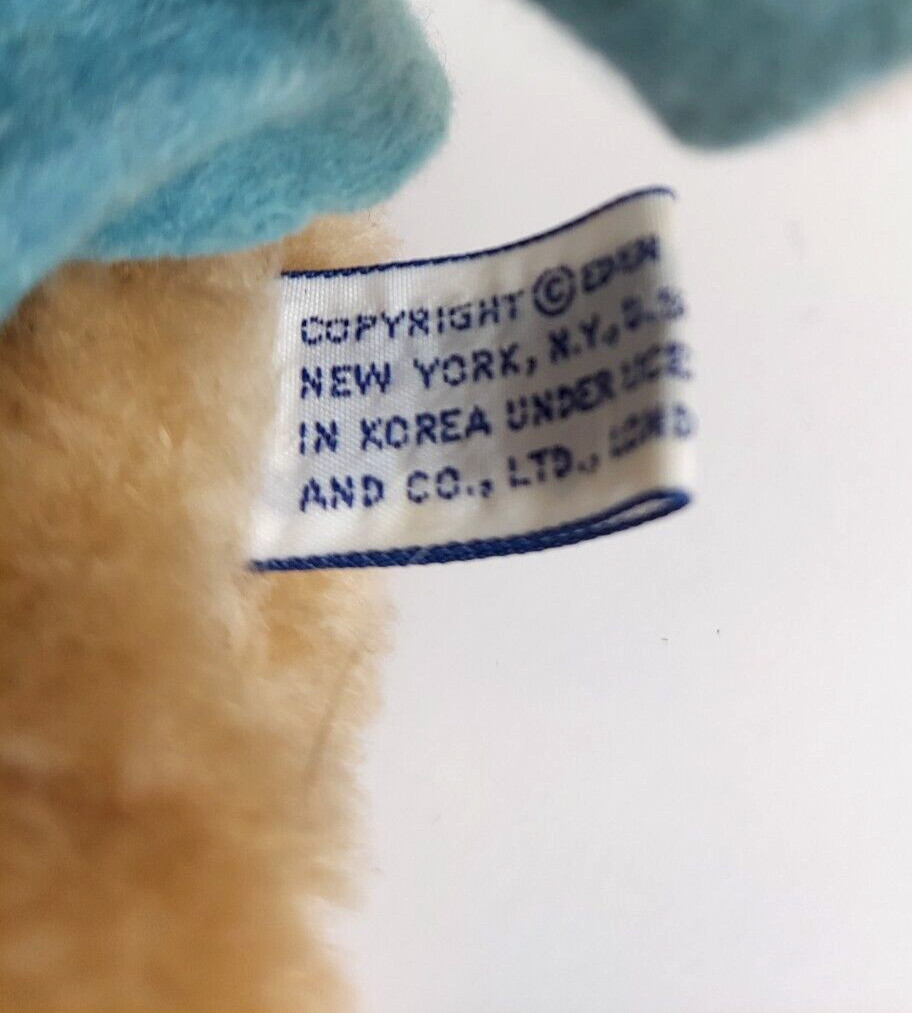 COPYRIGHT © EDEN
NEW YORK, N.Y.,
IN KOREA UNDER
AND CO., LTD.,